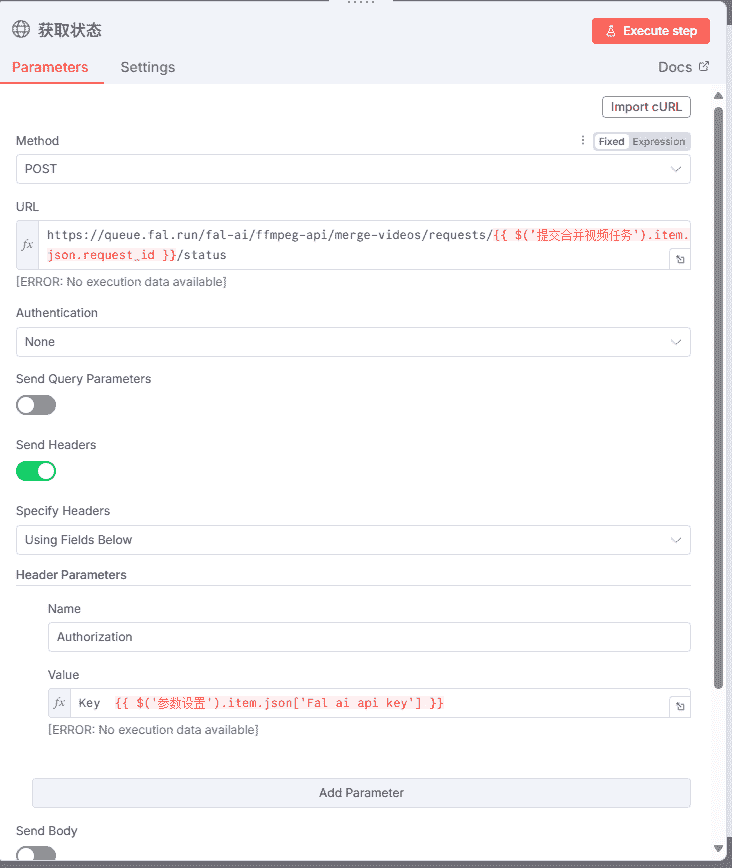 获取状态
Execute step
Parameters
Settings
Docs
Import cURL
Method
Fixed
Expression
POST
URL
fx
https://queue.fal.run/fal-ai/ffmpeg-api/merge-videos/requests/{{ $('提交合并视频任务').item.
json.request_id }}/status
[ERROR: No execution data available]
Authentication
None
Send Query Parameters
Send Headers
Specify Headers
Using Fields Below
Header Parameters
Name
Authorization
Value
fx
Key {{ $('参数设置').item.json['Fal ai api key'] }}
[ERROR: No execution data available]
Add Parameter
Send Body